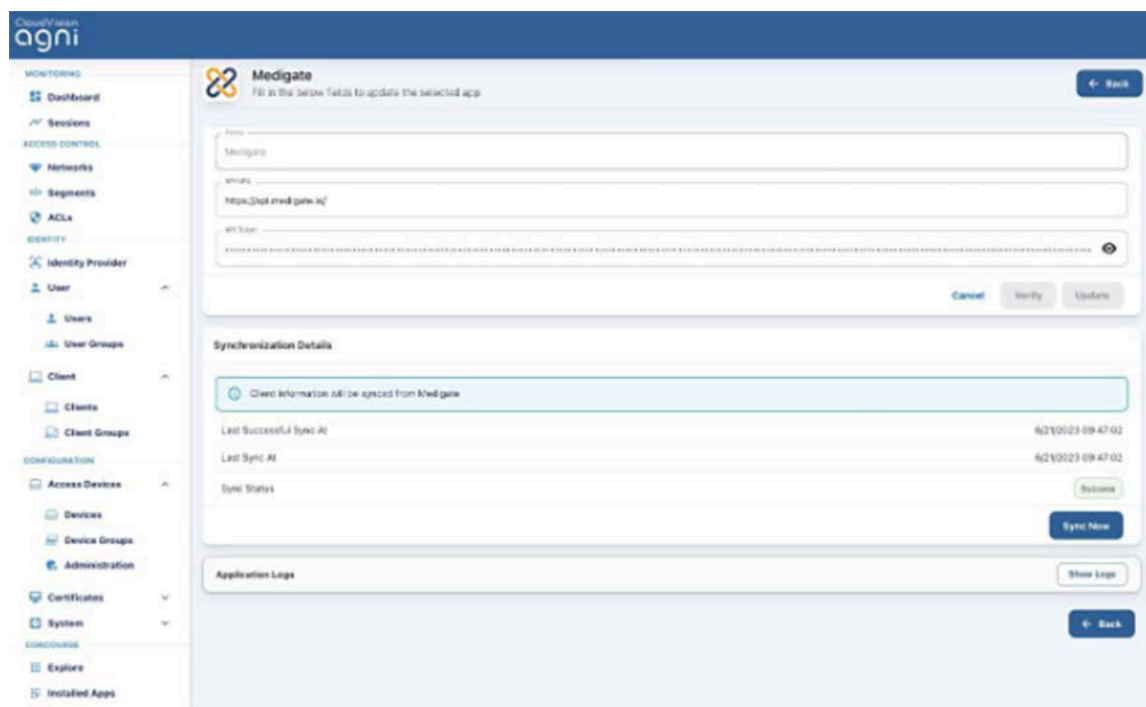 CloudVision
agni
MONITORING
Dashboard
Sessions
ACCESS CONTROL
Networks
Segments
ACLs
IDENTITY
Identity Provider
User
Users
User Groups
Client
Clients
Client Groups
CONFIGURATION
Access Devices
Devices
Device Groups
Administration
Certificates
System
CONCOURSE
Explore
Installed Apps
Medigate
Fill in the below fields to update the selected app
← Back
Name
Medigate
API URL
https://api.medigate.io/
API Token
Cancel
Verify
Update
Synchronization Details
Client information will be synced from Medigate
Last Successful Sync At
6/21/2023 09:47:02
Last Sync At
6/21/2023 09:47:02
Sync Status
Success
Sync Now
Application Logs
Show Logs
← Back